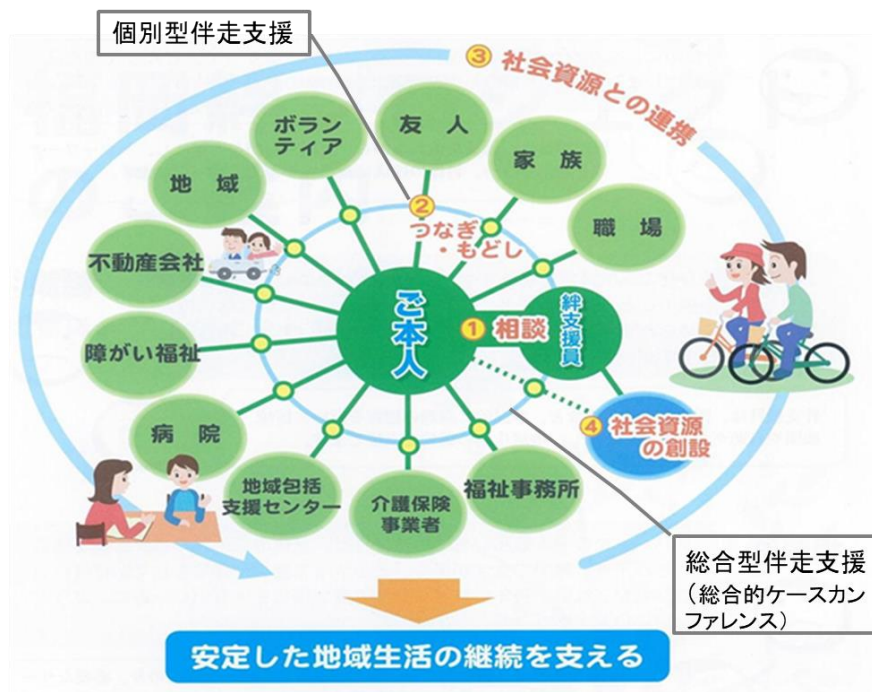 個別型伴走支援
③ 社会資源との連携
ボラン
ティア
友人
家族
職場
地域
不動産会社
障がい福祉
病院
地域包括
支援センター
介護保険
事業者
福祉事務所
② つなぎ
・もどし
ご本人
① 相談
絆支援員
④ 社会資源
の創設
総合型伴走支援
(総合的ケースカン
ファレンス)
安定した地域生活の継続を支える